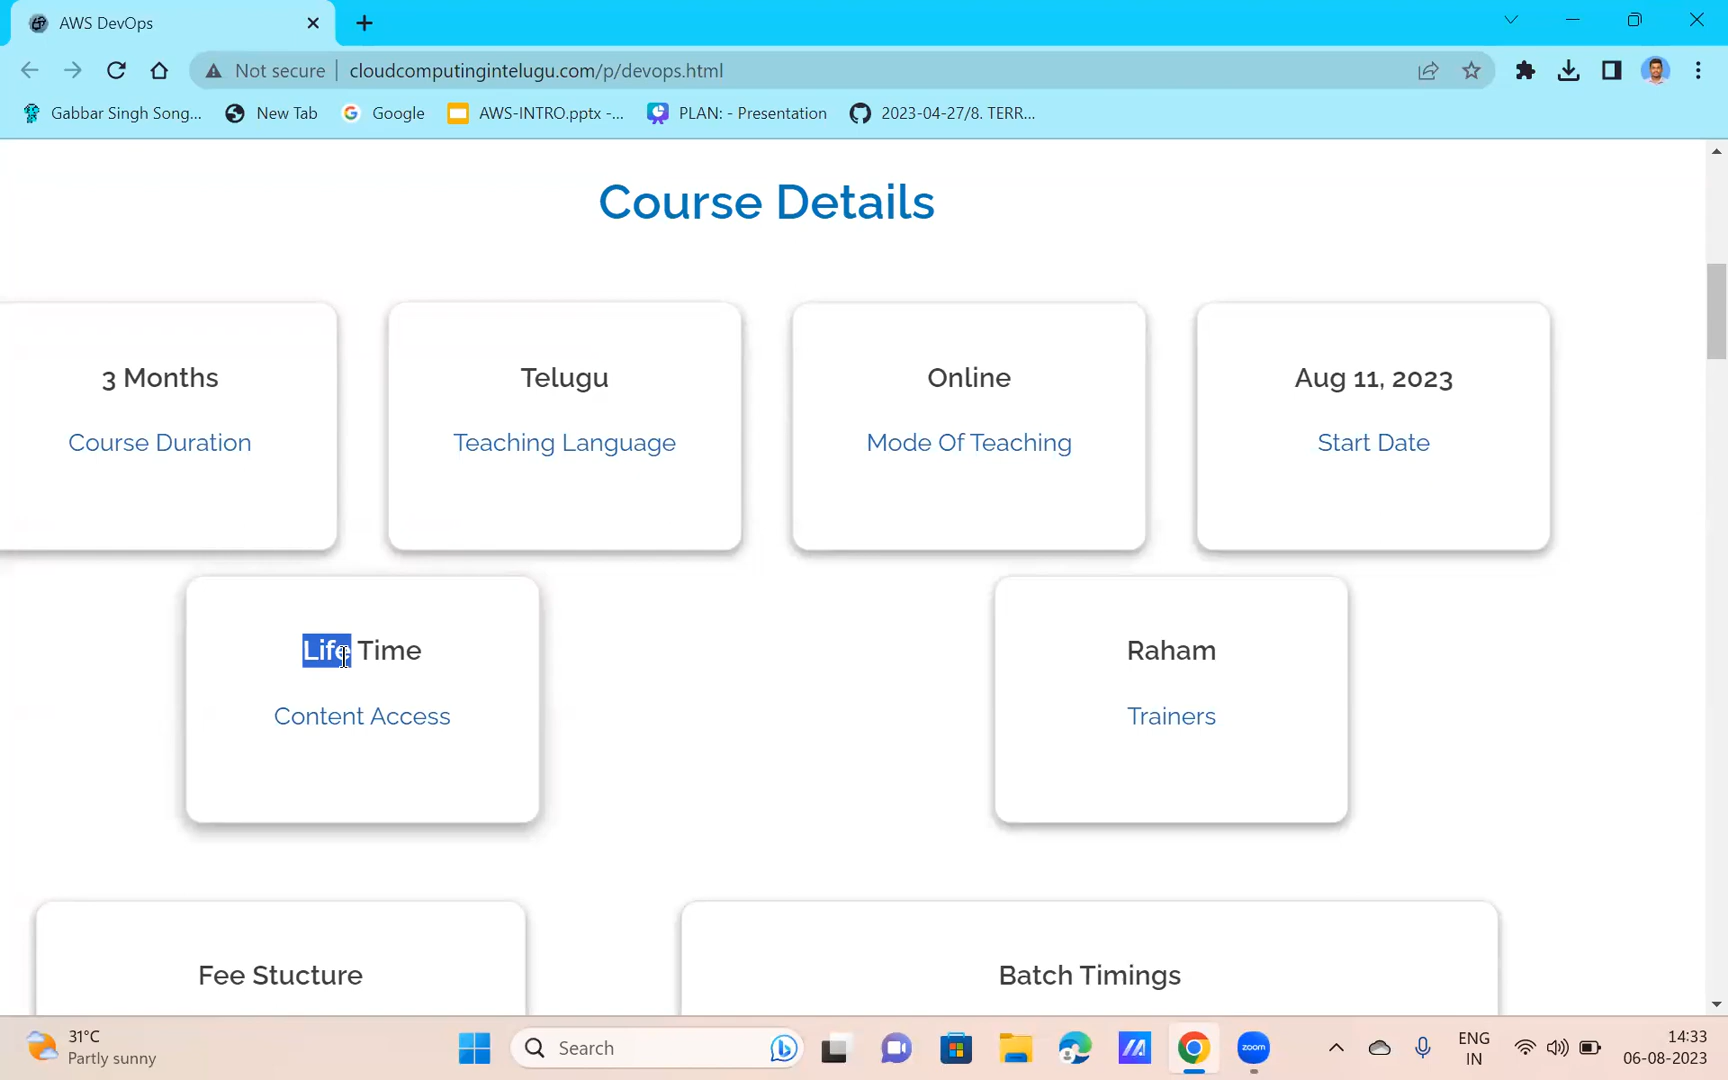 AWS DevOps
Not secure
cloudcomputingintelugu.com/p/devops.html
Gabbar Singh Song...
New Tab
Google
AWS-INTRO.pptx -...
PLAN: - Presentation
2023-04-27/8. TERR...
Course Details
3 Months
Course Duration
Telugu
Teaching Language
Online
Mode Of Teaching
Aug 11, 2023
Start Date
Life Time
Content Access
Raham
Trainers
Fee Stucture
Batch Timings
31°C
Partly sunny
Search
zoom
ENG
IN
14:33
06-08-2023